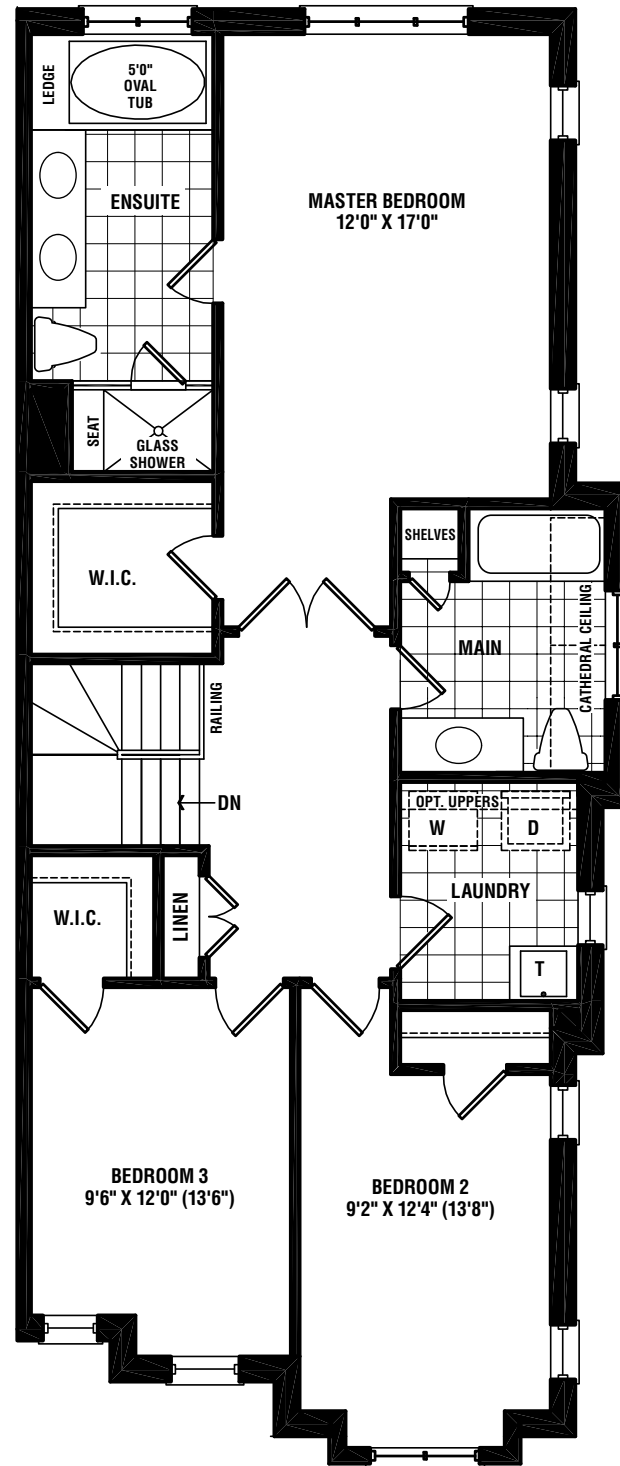 LEDGE
5'0"
OVAL
TUB
ENSUITE
MASTER BEDROOM
12'0" X 17'0"
SEAT
GLASS
SHOWER
SHELVES
W.I.C.
MAIN
CATHEDRAL CEILING
RAILING
DN
OPT. UPPERS
W
D
LAUNDRY
W.I.C.
LINEN
T
BEDROOM 3
9'6" X 12'0" (13'6")
BEDROOM 2
9'2" X 12'4" (13'8")